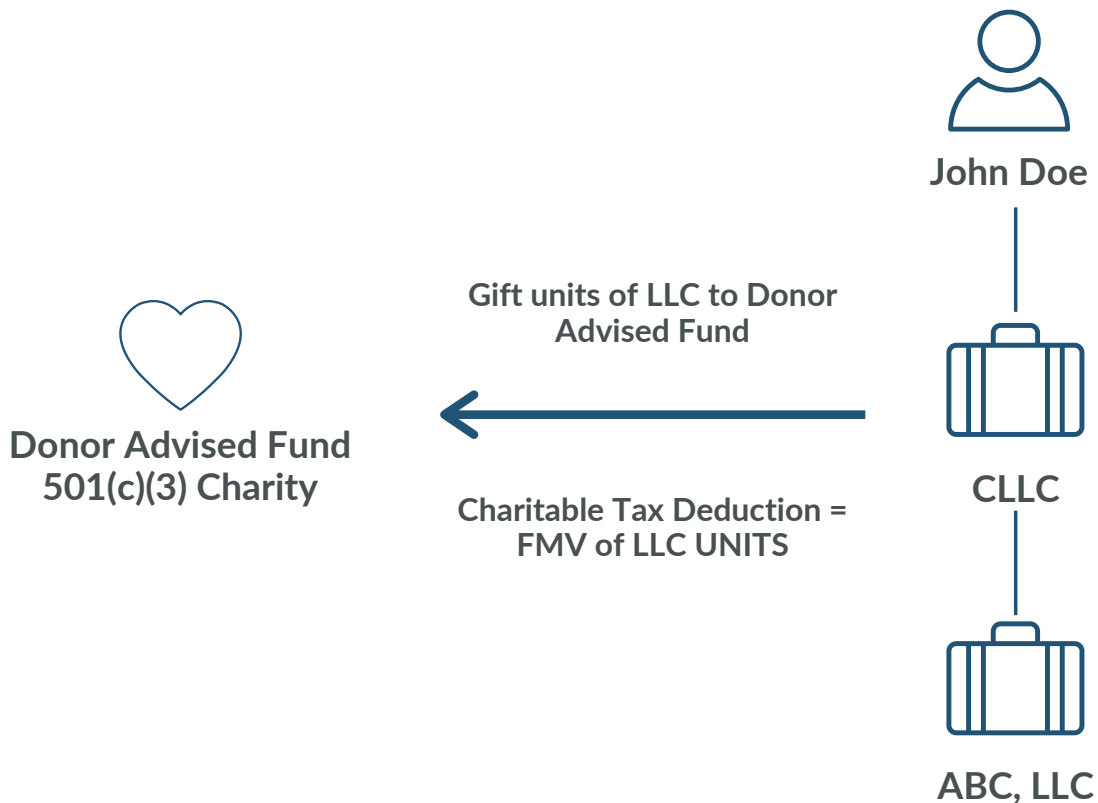 John Doe
Gift units of LLC to Donor
Advised Fund
Donor Advised Fund
501(c)(3) Charity
CLLC
Charitable Tax Deduction =
FMV of LLC UNITS
ABC, LLC